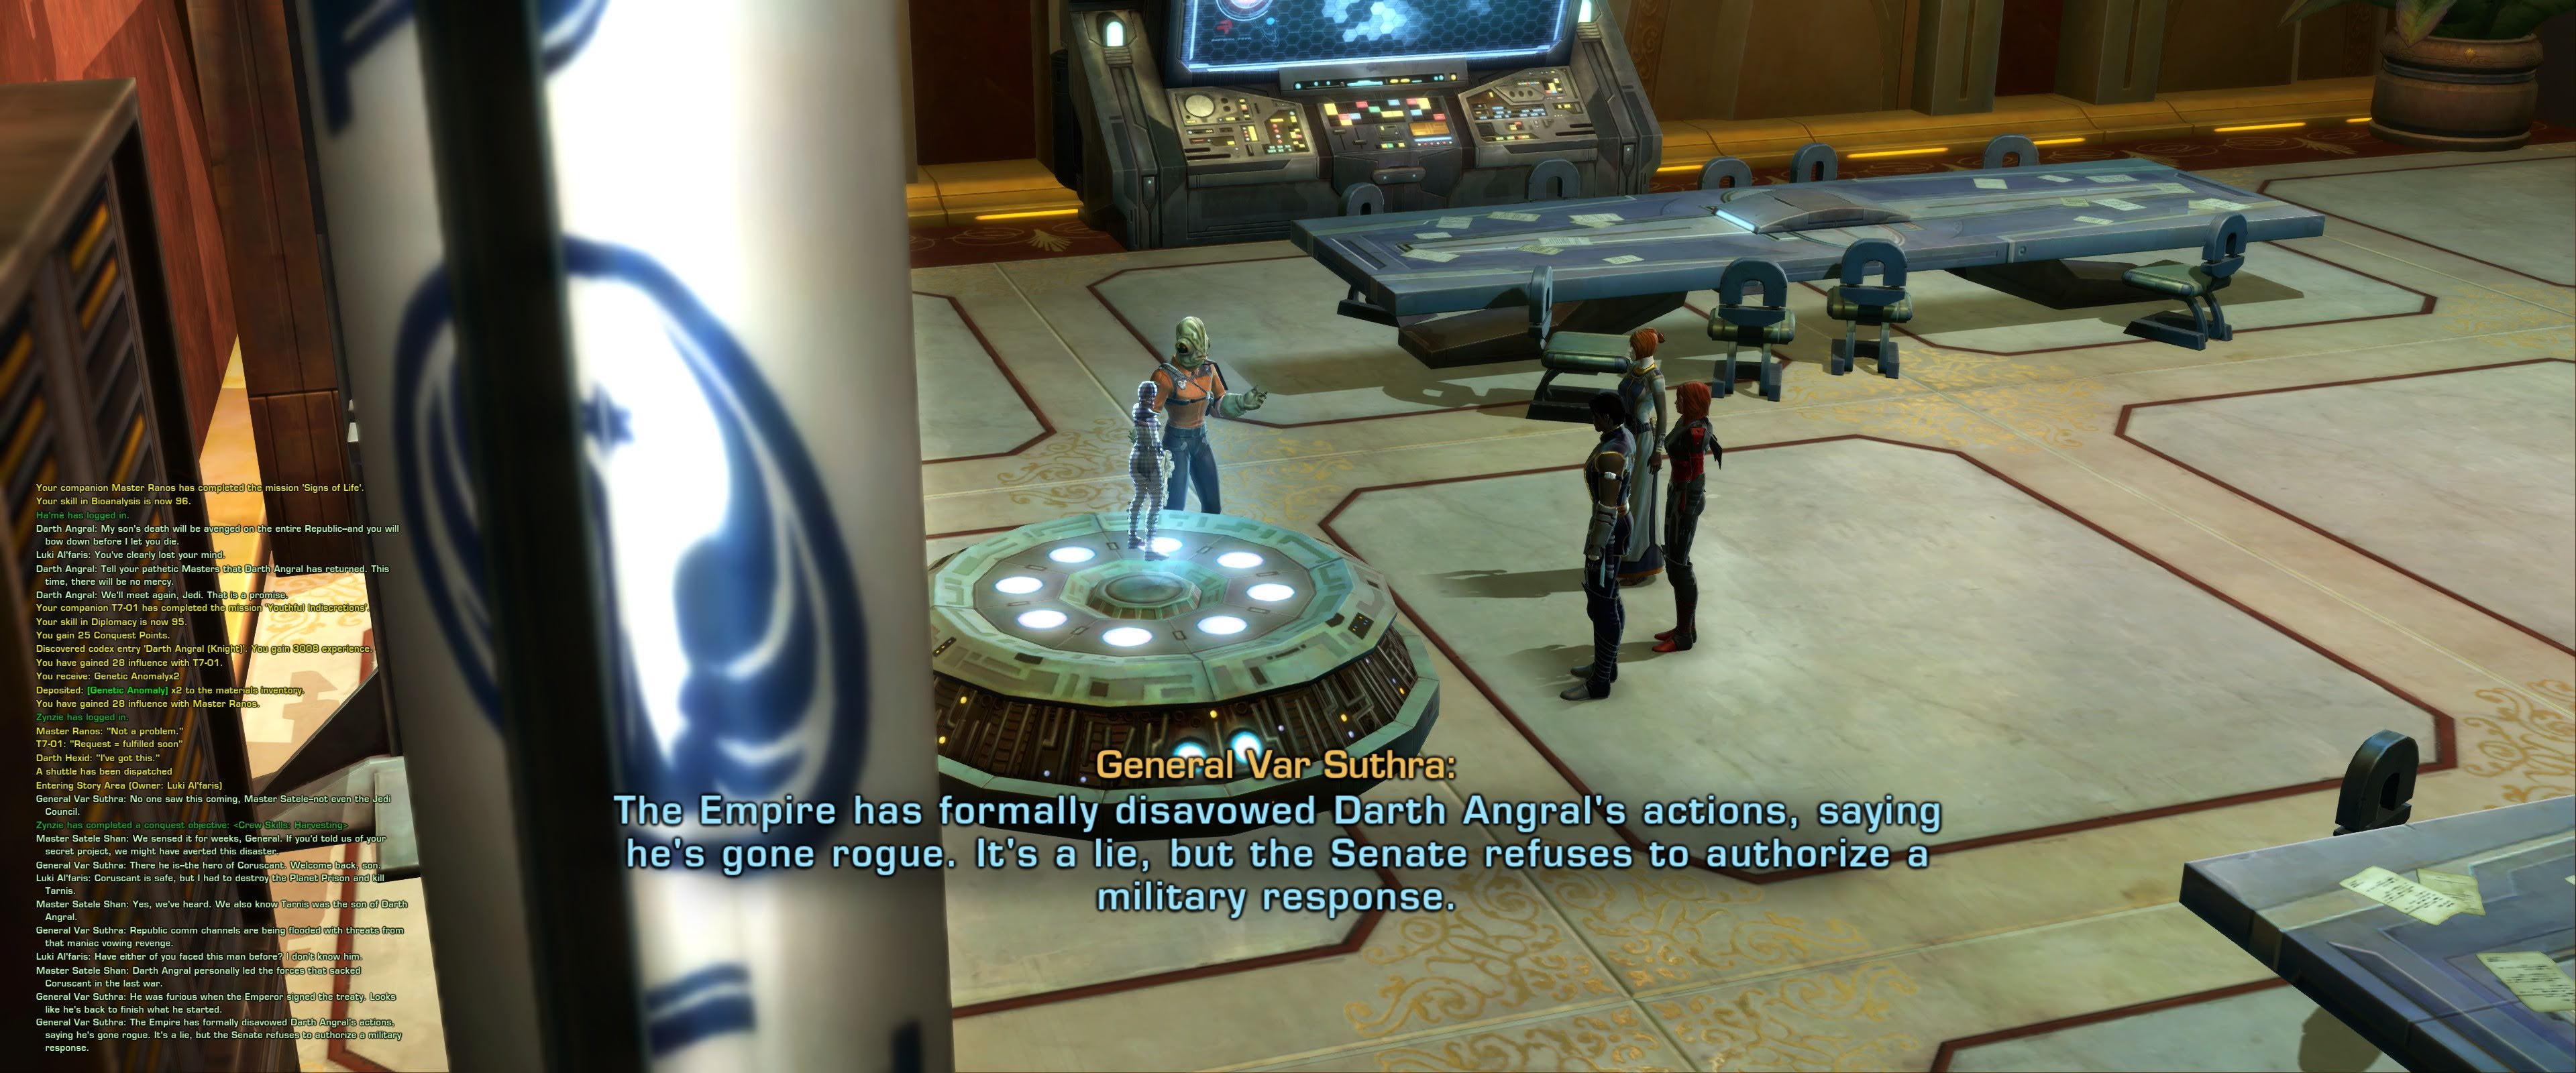 Your companion Master Ranos has completed the mission 'Signs of Life'.
Your skill in Bioanalysis is now 96.
Ha'mé has logged in.
Darth Angral: My son's death will be avenged on the entire Republic–and you will
bow down before I let you die.
Luki Al'faris: You've clearly lost your mind.
Darth Angral: Tell your pathetic Masters that Darth Angral has returned. This
time, there will be no mercy.
Darth Angral: We'll meet again, Jedi. That is a promise.
Your companion T7-01 has completed the mission 'Youthful Indiscretions'.
Your skill in Diplomacy is now 95.
You gain 25 Conquest Points.
Discovered codex entry 'Darth Angral (Knight)'. You gain 3008 experience.
You have gained 28 influence with T7-01.
You receive: Genetic Anomalyx2
Deposited: [Genetic Anomaly] x2 to the materials inventory.
You have gained 28 influence with Master Ranos.
Zynzie has logged in.
Master Ranos: "Not a problem."
T7-01: "Request = fulfilled soon"
Darth Hexid: "I've got this."
A shuttle has been dispatched
Entering Story Area (Owner: Luki Al'faris)
General Var Suthra: No one saw this coming, Master Satele–not even the Jedi
Council.
Zynzie has completed a conquest objective: <Crew Skills: Harvesting>
Master Satele Shan: We sensed it for weeks, General. If you'd told us of your
secret project, we might have averted this disaster.
General Var Suthra: There he is–the hero of Coruscant. Welcome back, son.
Luki Al'faris: Coruscant is safe, but I had to destroy the Planet Prison and kill
Tarnis.
Master Satele Shan: Yes, we've heard. We also know Tarnis was the son of Darth
Angral.
General Var Suthra: Republic comm channels are being flooded with threats from
that maniac vowing revenge.
Luki Al'faris: Have either of you faced this man before? I don't know him.
Master Satele Shan: Darth Angral personally led the forces that sacked
Coruscant in the last war.
General Var Suthra: He was furious when the Emperor signed the treaty. Looks
like he's back to finish what he started.
General Var Suthra: The Empire has formally disavowed Darth Angral's actions,
saying he's gone rogue. It's a lie, but the Senate refuses to authorize a military
response.
General Var Suthra:
The Empire has formally disavowed Darth Angral's actions, saying
he's gone rogue. It's a lie, but the Senate refuses to authorize a
military response.